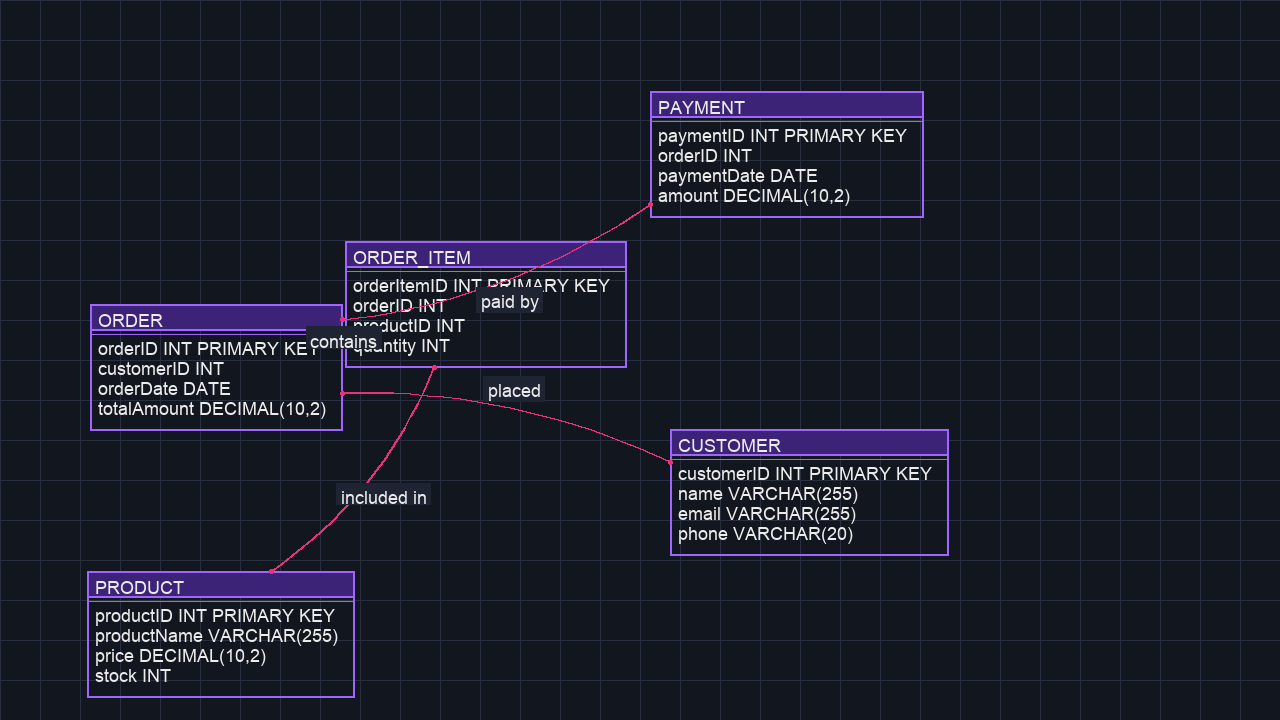 PAYMENT
paymentID INT PRIMARY KEY
orderID INT
paymentDate DATE
amount DECIMAL(10,2)
ORDER_ITEM
orderItemID INT PRIMARY KEY
orderID INT
productID INT
quantity INT
paid by
ORDER
orderID INT PRIMARY KEY
customerID INT
orderDate DATE
totalAmount DECIMAL(10,2)
contains
placed
CUSTOMER
customerID INT PRIMARY KEY
name VARCHAR(255)
email VARCHAR(255)
phone VARCHAR(20)
included in
PRODUCT
productID INT PRIMARY KEY
productName VARCHAR(255)
price DECIMAL(10,2)
stock INT